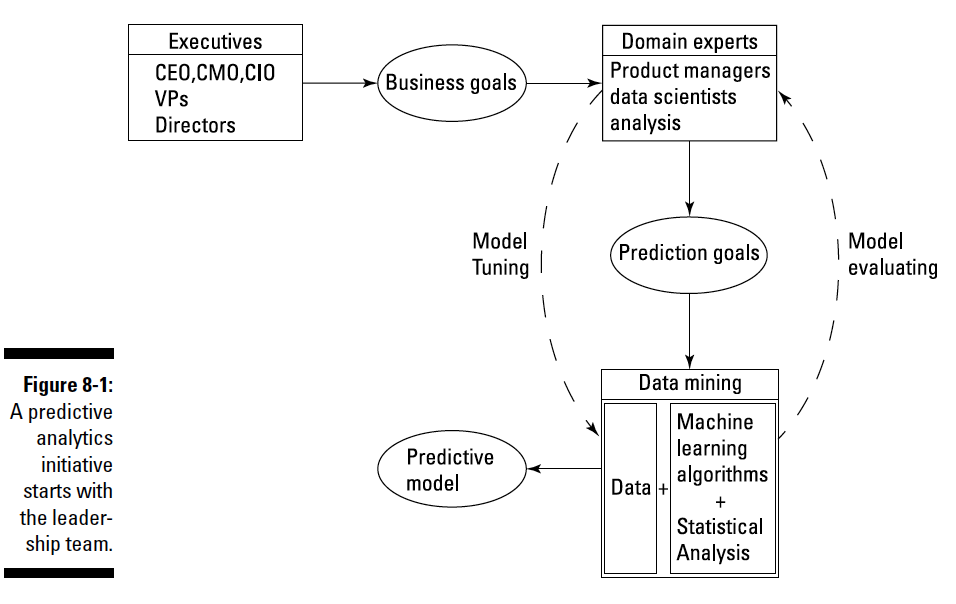 Executives
CEO,CMO,CIO
VPs
Directors
Business goals
Domain experts
Product managers
data scientists
analysis
Model
Tuning
Prediction goals
Model
evaluating
Figure 8-1:
A predictive
analytics
initiative
starts with
the leader-
ship team.
Data mining
Predictive
model
Data +
Machine
learning
algorithms
+
Statistical
Analysis